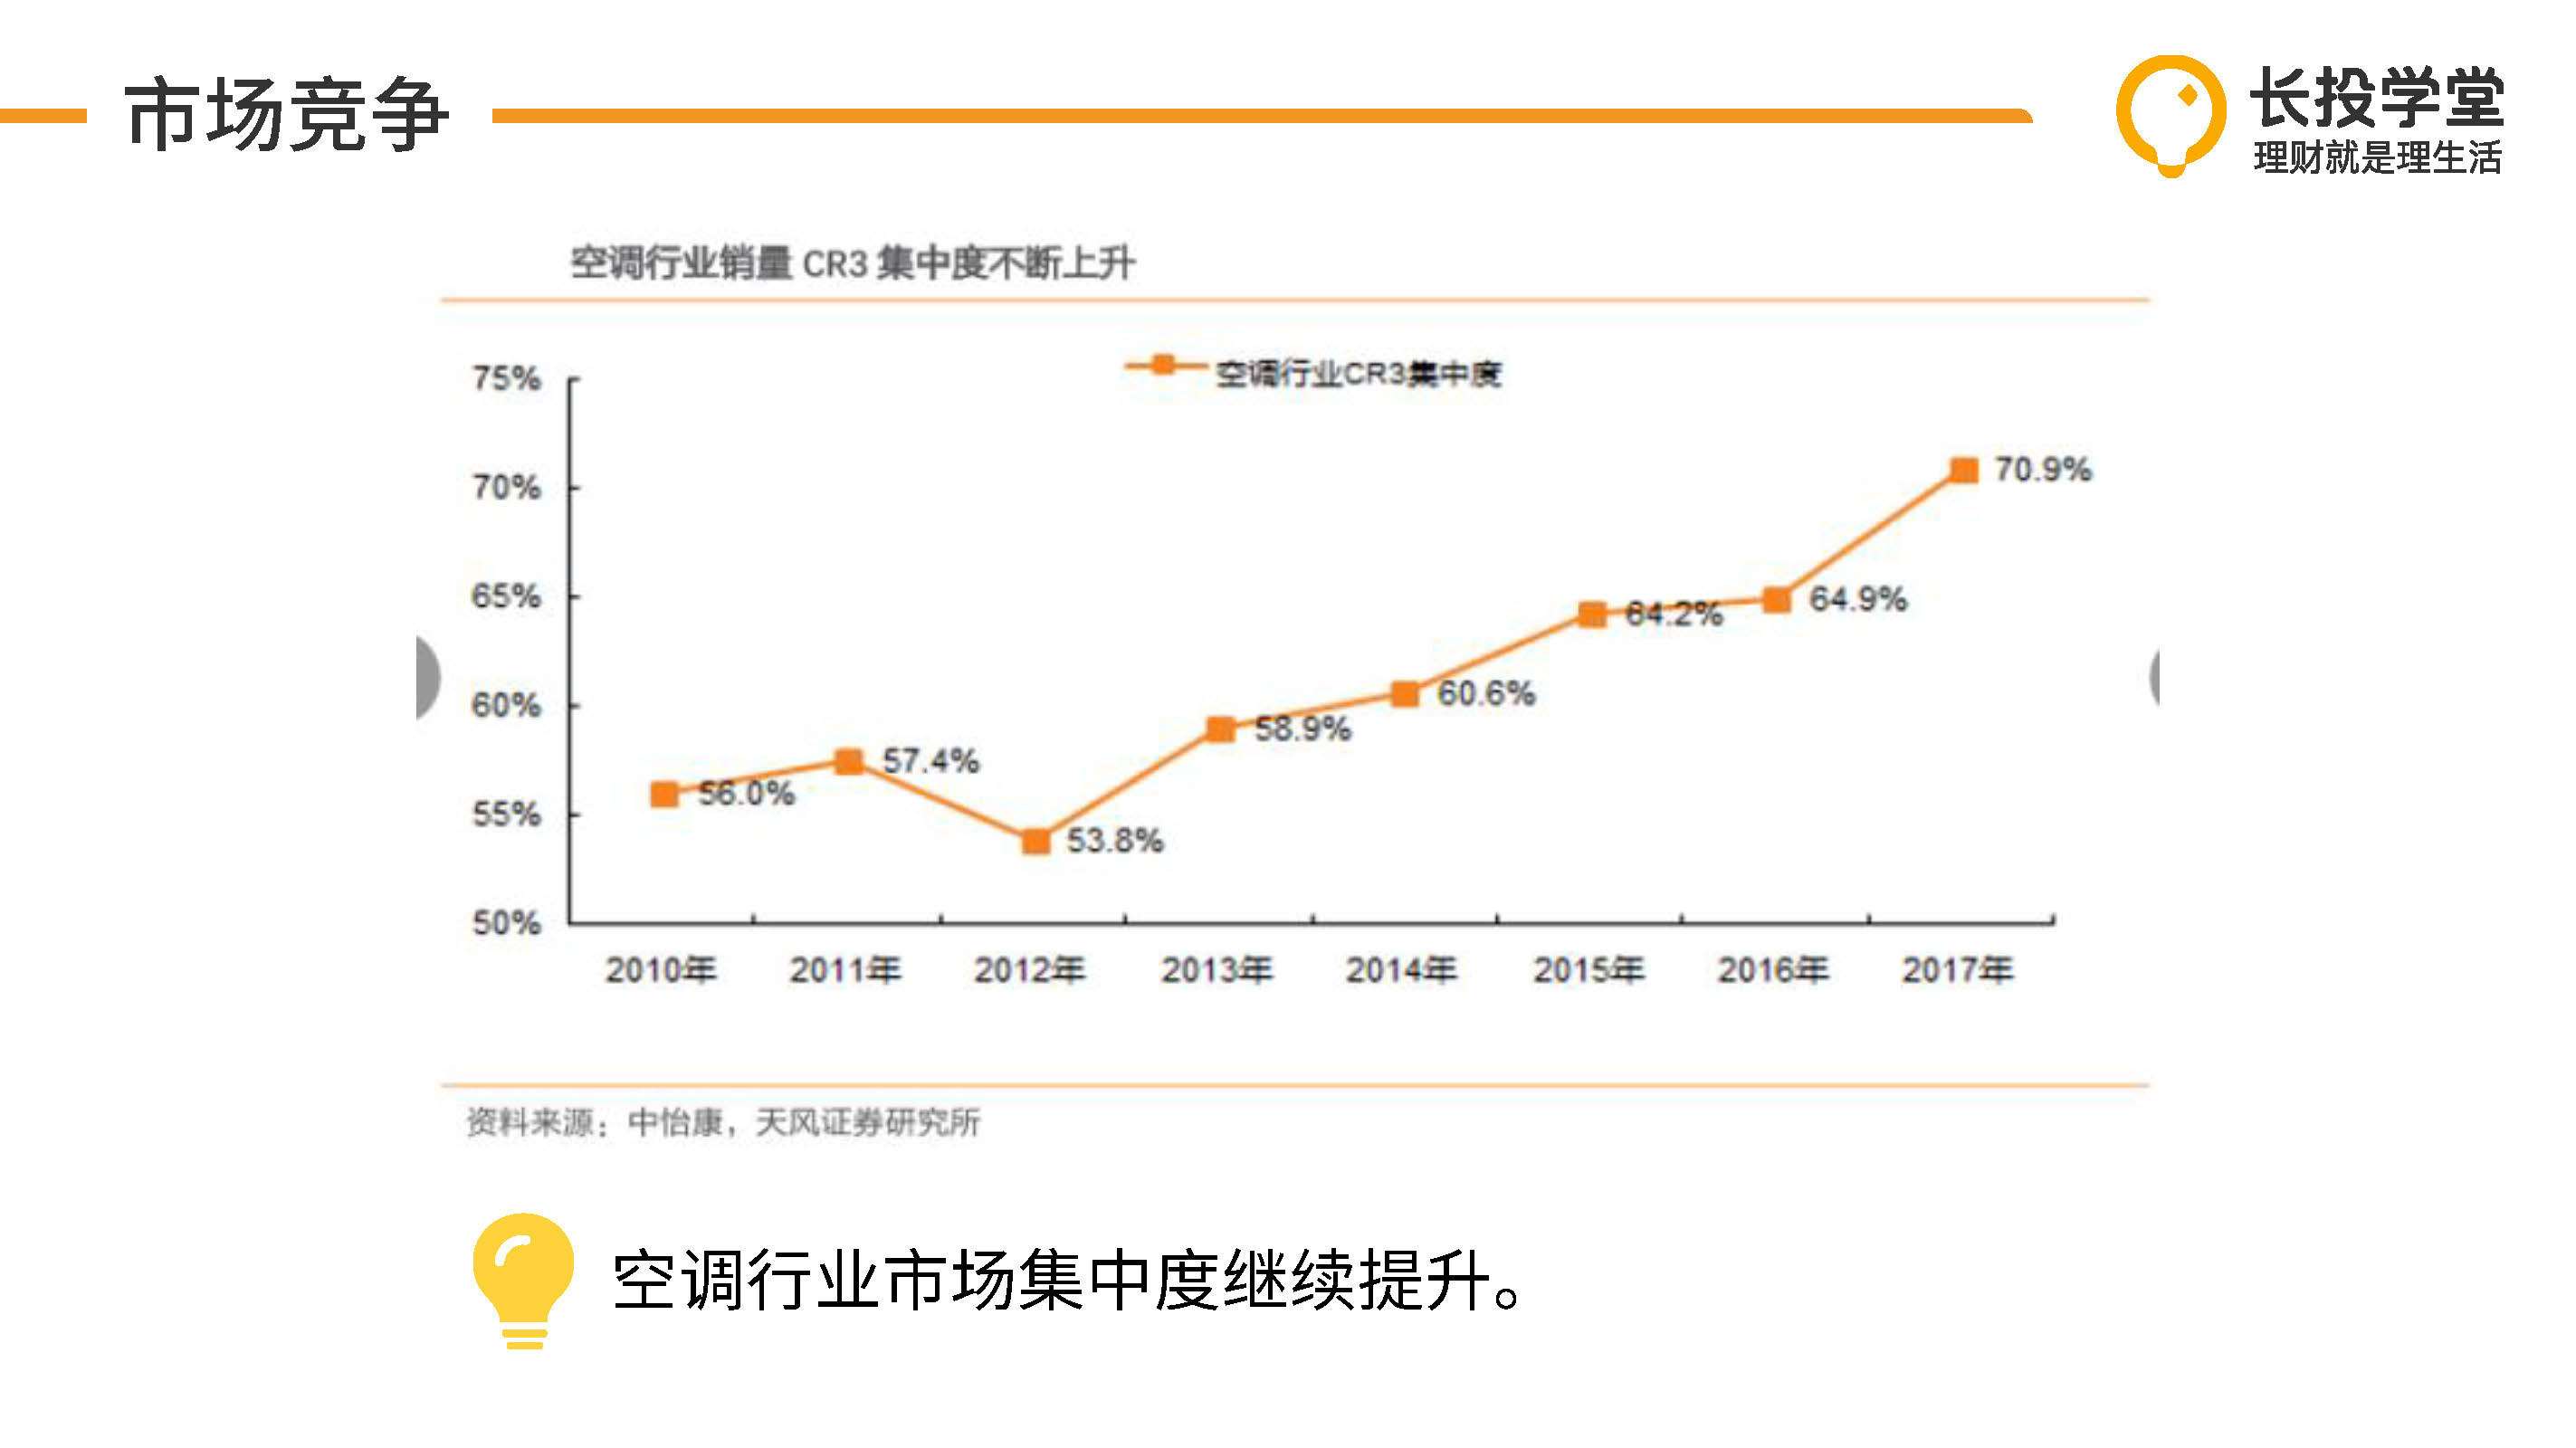 市场竞争
长投学堂
理财就是理生活
空调行业销量 CR3 集中度不断上升
空调行业CR3集中度
75%
70%
65%
60%
55%
50%
56.0%
57.4%
53.8%
58.9%
60.6%
64.2%
64.9%
70.9%
2010年 2011年 2012年 2013年 2014年 2015年 2016年 2017年
资料来源：中怡康，天风证券研究所
空调行业市场集中度继续提升。